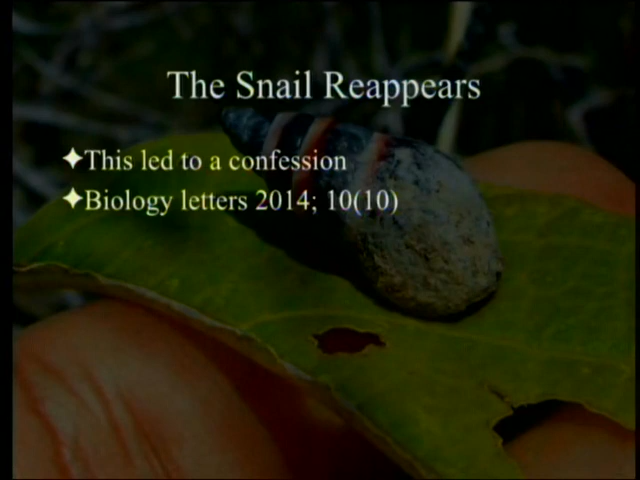 The Snail Reappears
✦This led to a confession
✦Biology letters 2014; 10(10)